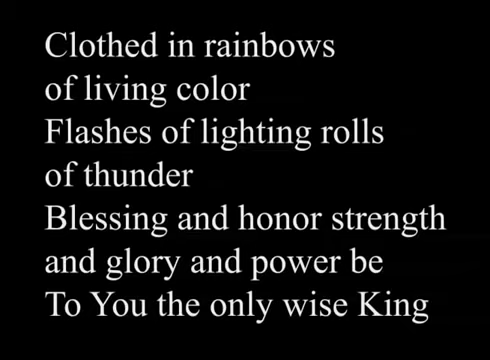 Clothed in rainbows
of living color
Flashes of lighting rolls
of thunder
Blessing and honor strength
and glory and power be
To You the only wise King